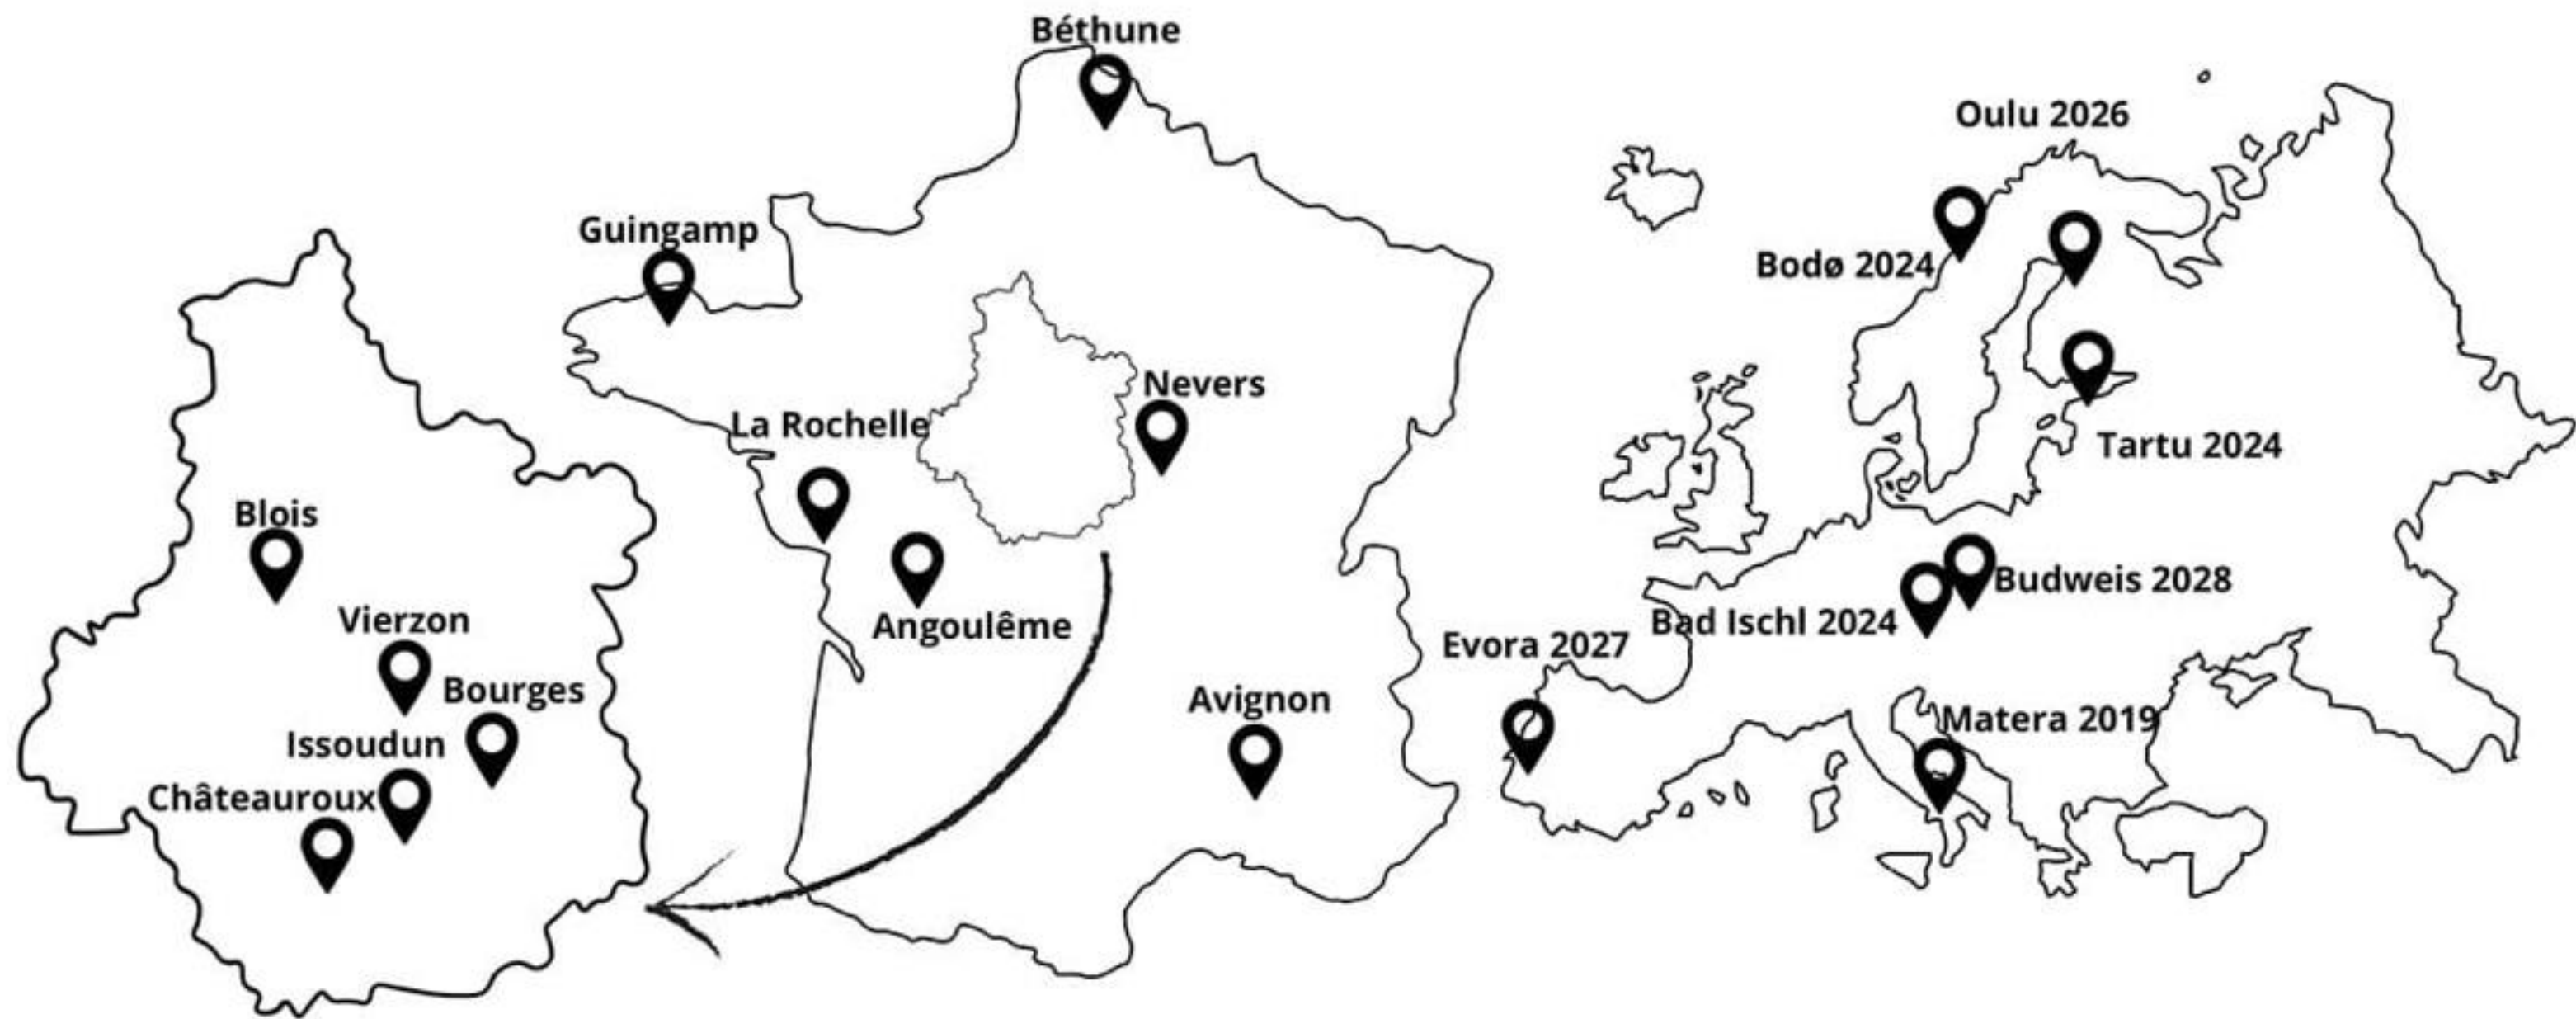 Blois
Vierzon
Bourges
Issoudun
Châteauroux
Béthune
Guingamp
Nevers
La Rochelle
Angoulême
Avignon
Oulu 2026
Bodø 2024
Tartu 2024
Budweis 2028
Bad Ischl 2024
Evora 2027
Matera 2019